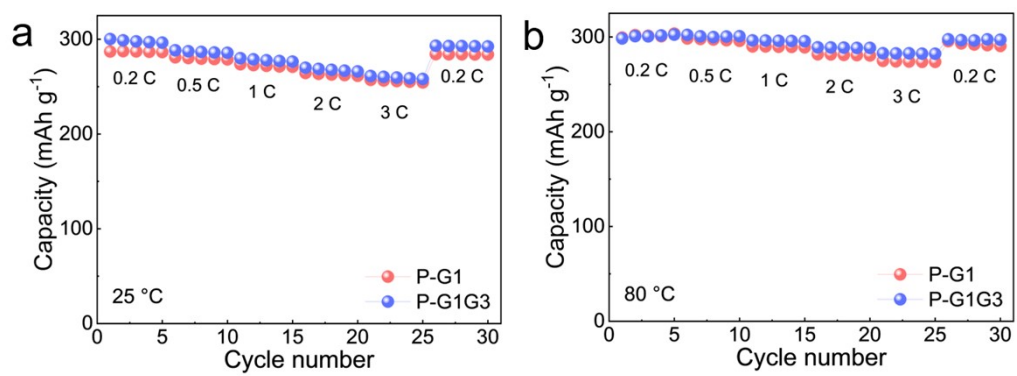 a
Capacity (mAh g⁻¹)
300
200
100
0
0.2 C
0.5 C
1 C
2 C
3 C
0.2 C
P-G1
P-G1G3
25 °C
0 5 10 15 20 25 30
Cycle number
b
Capacity (mAh g⁻¹)
300
200
100
0
0.2 C
0.5 C
1 C
2 C
3 C
0.2 C
P-G1
P-G1G3
80 °C
0 5 10 15 20 25 30
Cycle number